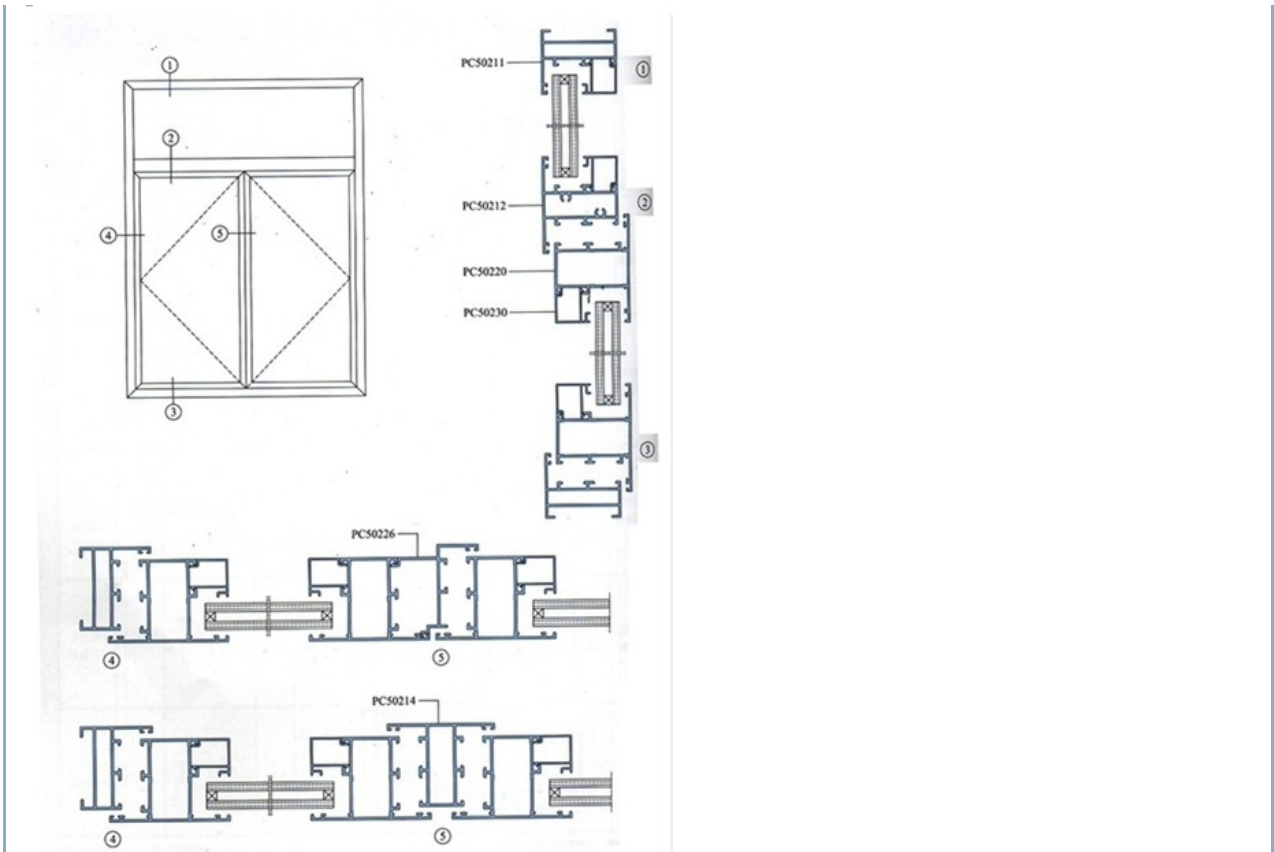 ①
②
④
⑤
③
PC50211
①
PC50212
②
PC50220
PC50230
③
PC50226
④
⑤
PC50214
④
⑤